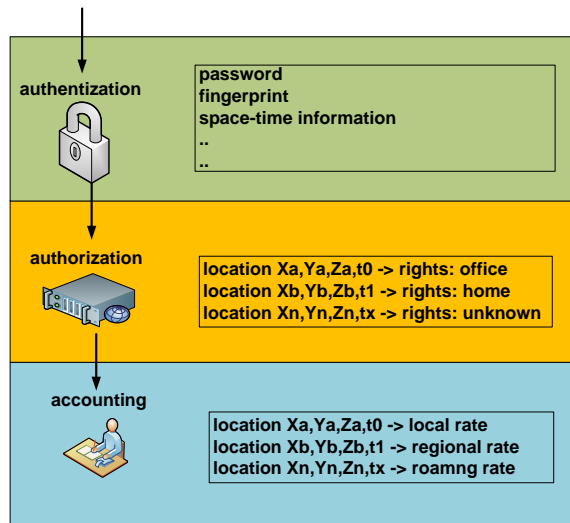 authentization
password
fingerprint
space-time information
..
..
authorization
location Xa,Ya,Za,t0 -> rights: office
location Xb,Yb,Zb,t1 -> rights: home
location Xn,Yn,Zn,tx -> rights: unknown
accounting
location Xa,Ya,Za,t0 -> local rate
location Xb,Yb,Zb,t1 -> regional rate
location Xn,Yn,Zn,tx -> roamng rate